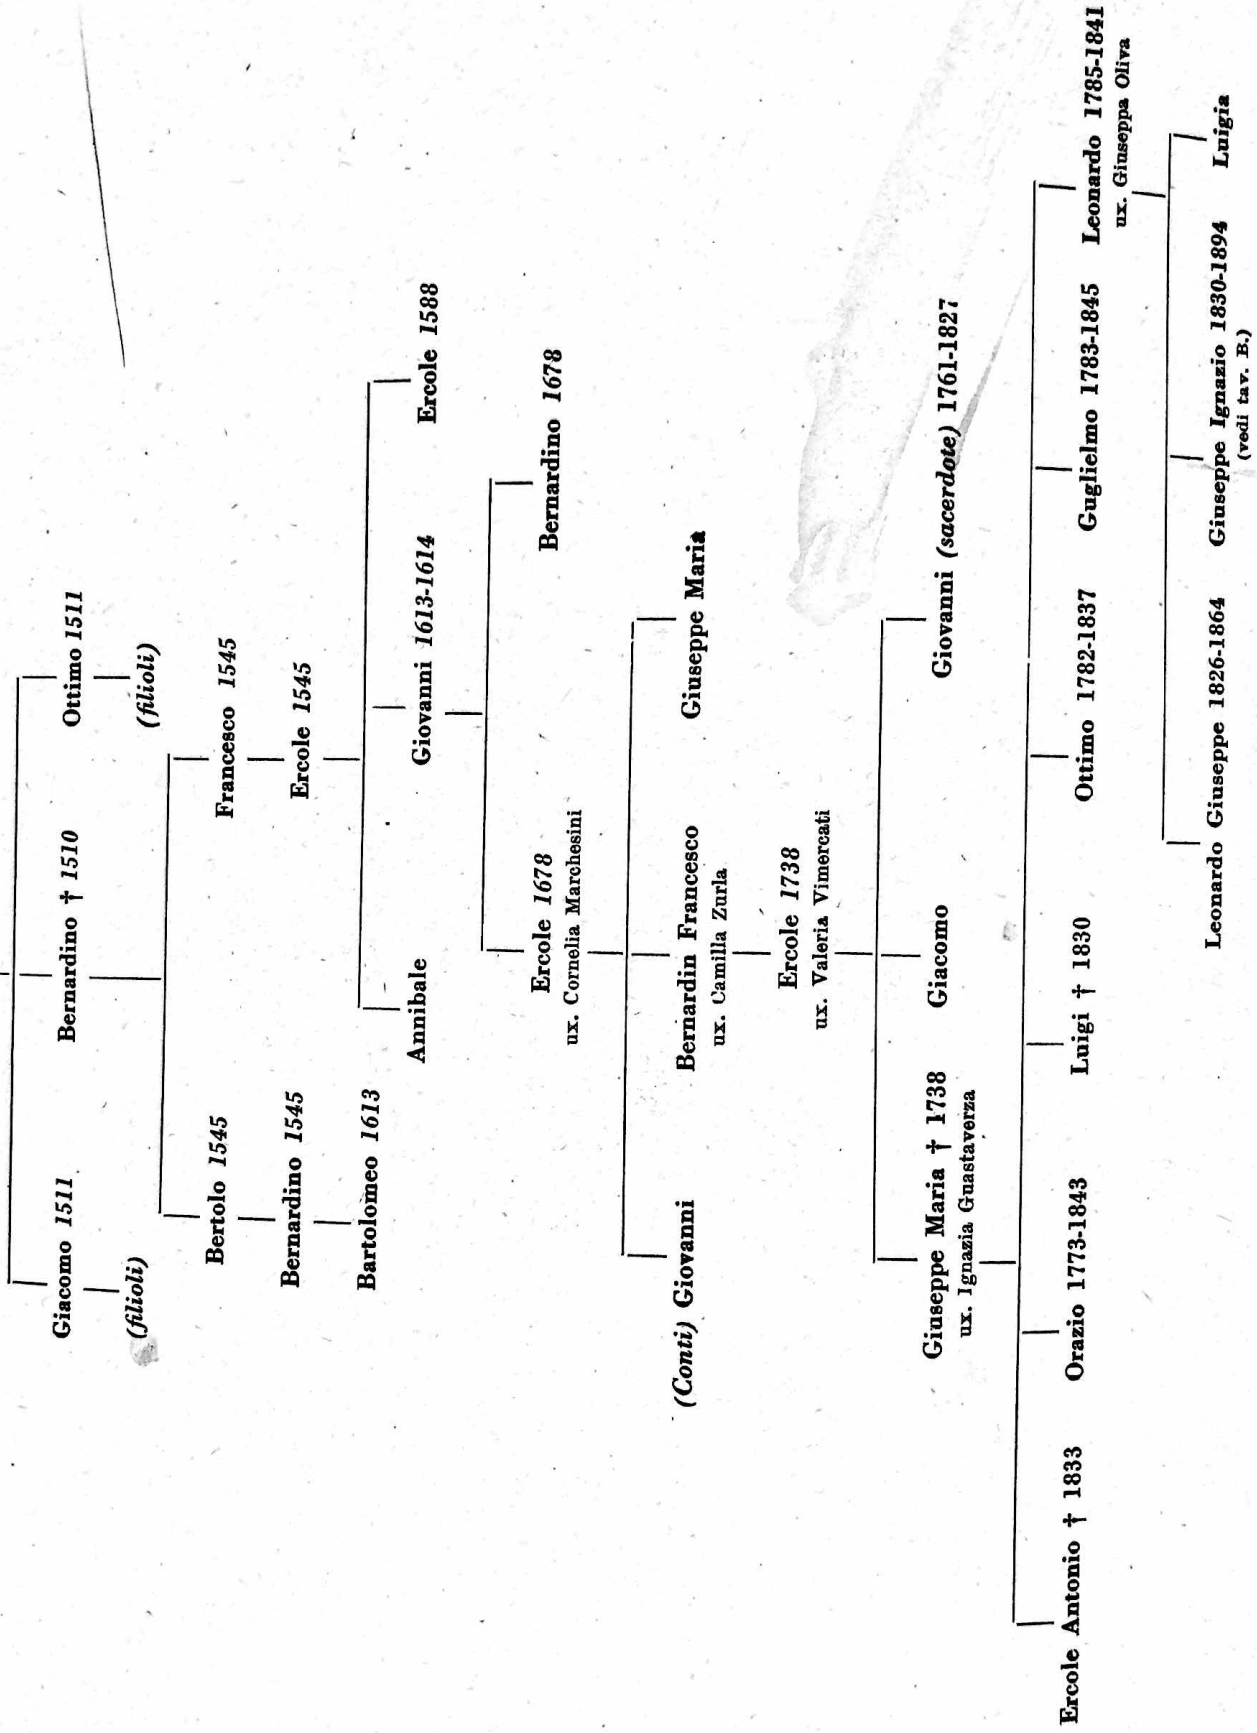 Giacomo 1511
Bernardino † 1510
Ottimo 1511
(filioli)
(filioli)
Bertolo 1545
Francesco 1545
Bernardino 1545
Ercole 1545
Bartolomeo 1613
Annibale
Giovanni 1613-1614
Ercole 1588
Ercole 1678
ux. Cornelia Marchesini
Bernardino 1678
(Conti) Giovanni
Bernardin Francesco
ux. Camilla Zurla
Giuseppe Maria
Ercole 1738
ux. Valeria Vimercati
Giuseppe Maria † 1738
ux. Ignazia Guastaverza
Giacomo
Giovanni (sacerdote) 1761-1827
Ercole Antonio † 1833
Orazio 1773-1843
Luigi † 1830
Ottimo 1782-1837
Guglielmo 1783-1845
Leonardo 1785-1841
ux. Giuseppa Oliva
Leonardo Giuseppe 1826-1864
Giuseppe Ignazio 1830-1894
(vedi tav. B.)
Luigia